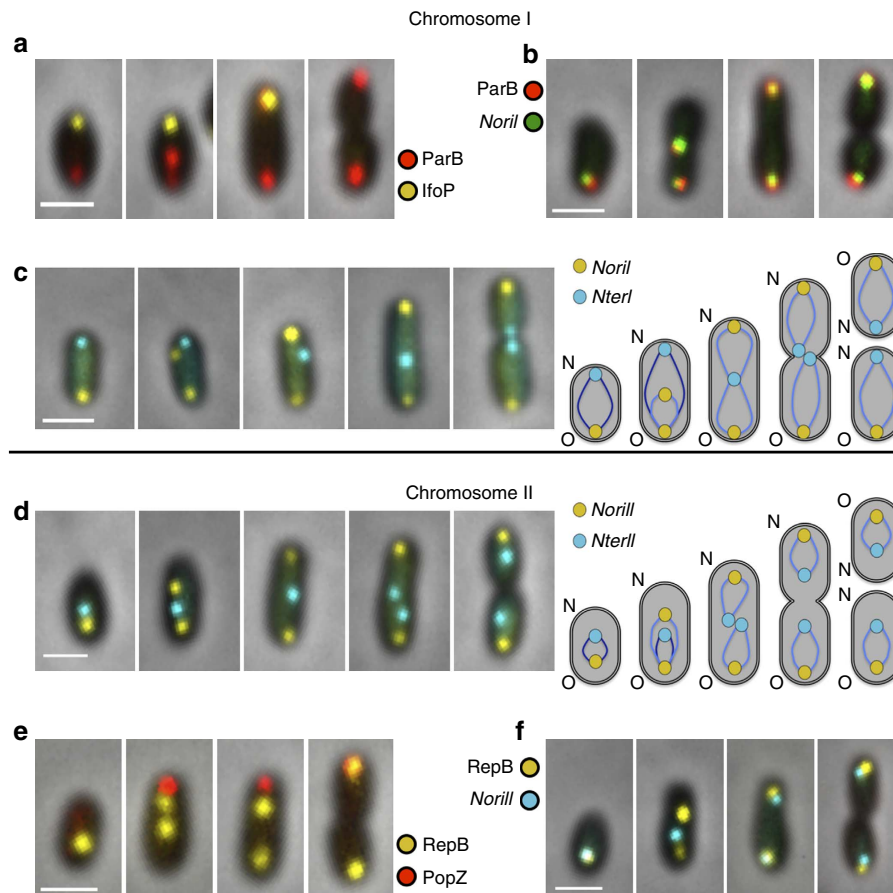 Chromosome I
a
ParB
IfoP
b
ParB
NoriI
c
NoriI
NterI
N
O
N
O
N
O
N
O
O
N
N
O
Chromosome II
d
NoriII
NterII
N
O
N
O
N
O
N
O
O
N
N
O
e
RepB
PopZ
f
RepB
NoriII